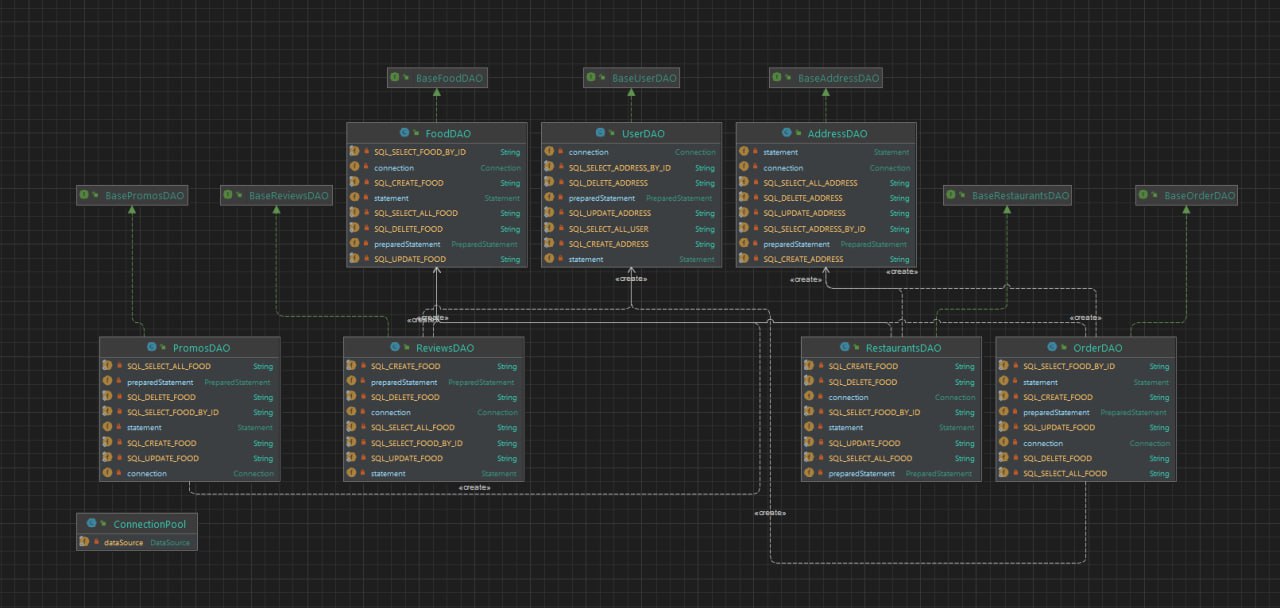 BaseFoodDAO
BaseUserDAO
BaseAddressDAO
FoodDAO
SQL_SELECT_FOOD_BY_ID String
connection Connection
SQL_CREATE_FOOD String
statement Statement
SQL_SELECT_ALL_FOOD String
SQL_DELETE_FOOD String
preparedStatement PreparedStatement
SQL_UPDATE_FOOD String
UserDAO
connection Connection
SQL_SELECT_ADDRESS_BY_ID String
SQL_DELETE_ADDRESS String
preparedStatement PreparedStatement
SQL_UPDATE_ADDRESS String
SQL_SELECT_ALL_USER String
SQL_CREATE_ADDRESS String
statement Statement
AddressDAO
statement Statement
connection Connection
SQL_SELECT_ALL_ADDRESS String
SQL_DELETE_ADDRESS String
SQL_UPDATE_ADDRESS String
SQL_SELECT_ADDRESS_BY_ID String
preparedStatement PreparedStatement
SQL_CREATE_ADDRESS String
BasePromosDAO
BaseReviewsDAO
BaseRestaurantsDAO
BaseOrderDAO
«create»
«create»
«create»
«create»
«create»
«create»
PromosDAO
SQL_SELECT_ALL_FOOD String
preparedStatement PreparedStatement
SQL_DELETE_FOOD String
SQL_SELECT_FOOD_BY_ID String
statement Statement
SQL_CREATE_FOOD String
SQL_UPDATE_FOOD String
connection Connection
ReviewsDAO
SQL_CREATE_FOOD String
preparedStatement PreparedStatement
SQL_DELETE_FOOD String
connection Connection
SQL_SELECT_ALL_FOOD String
SQL_SELECT_FOOD_BY_ID String
SQL_UPDATE_FOOD String
statement Statement
RestaurantsDAO
SQL_CREATE_FOOD String
SQL_DELETE_FOOD String
connection Connection
SQL_SELECT_FOOD_BY_ID String
statement Statement
SQL_UPDATE_FOOD String
SQL_SELECT_ALL_FOOD String
preparedStatement PreparedStatement
OrderDAO
SQL_SELECT_FOOD_BY_ID String
statement Statement
SQL_CREATE_FOOD String
preparedStatement PreparedStatement
SQL_UPDATE_FOOD String
connection Connection
SQL_DELETE_FOOD String
SQL_SELECT_ALL_FOOD String
«create»
«create»
ConnectionPool
dataSource DataSource